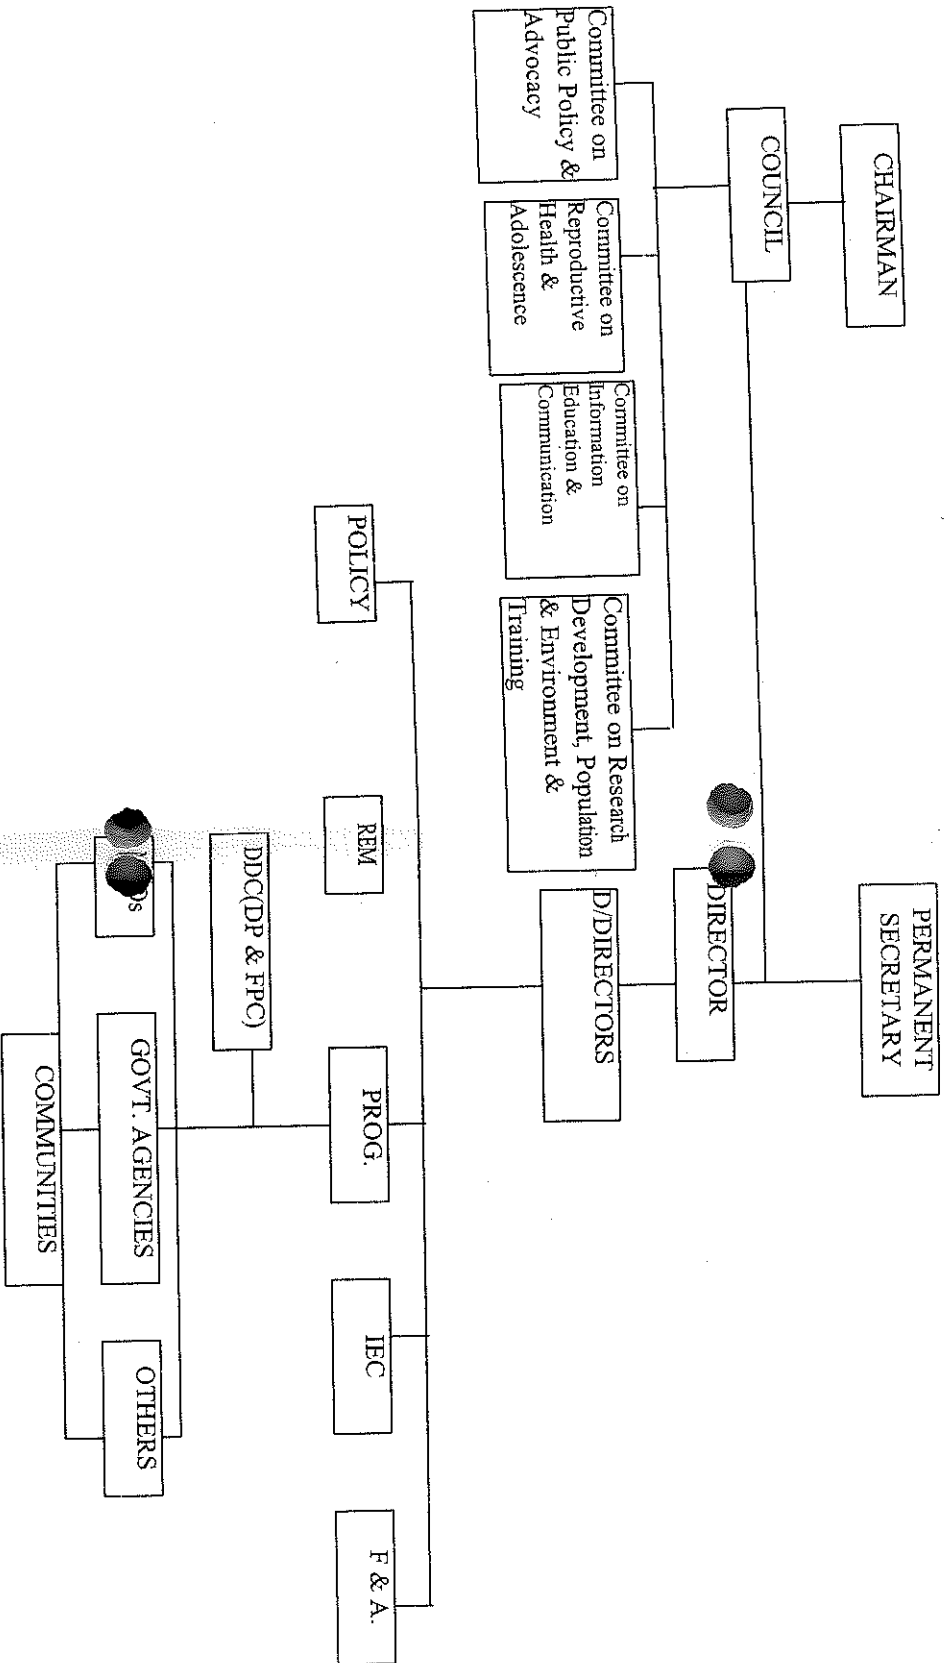 CHAIRMAN
PERMANENT
SECRETARY
COUNCIL
DIRECTOR
Committee on
Public Policy &
Advocacy
Committee on
Reproductive
Health &
Adolescence
Committee on
Information
Education &
Communication
Committee on Research
Development, Population
& Environment &
Training
D/DIRECTORS
POLICY
REM
PROG.
IEC
F & A.
DDC(DP & FPC)
GOVT. AGENCIES
OTHERS
COMMUNITIES